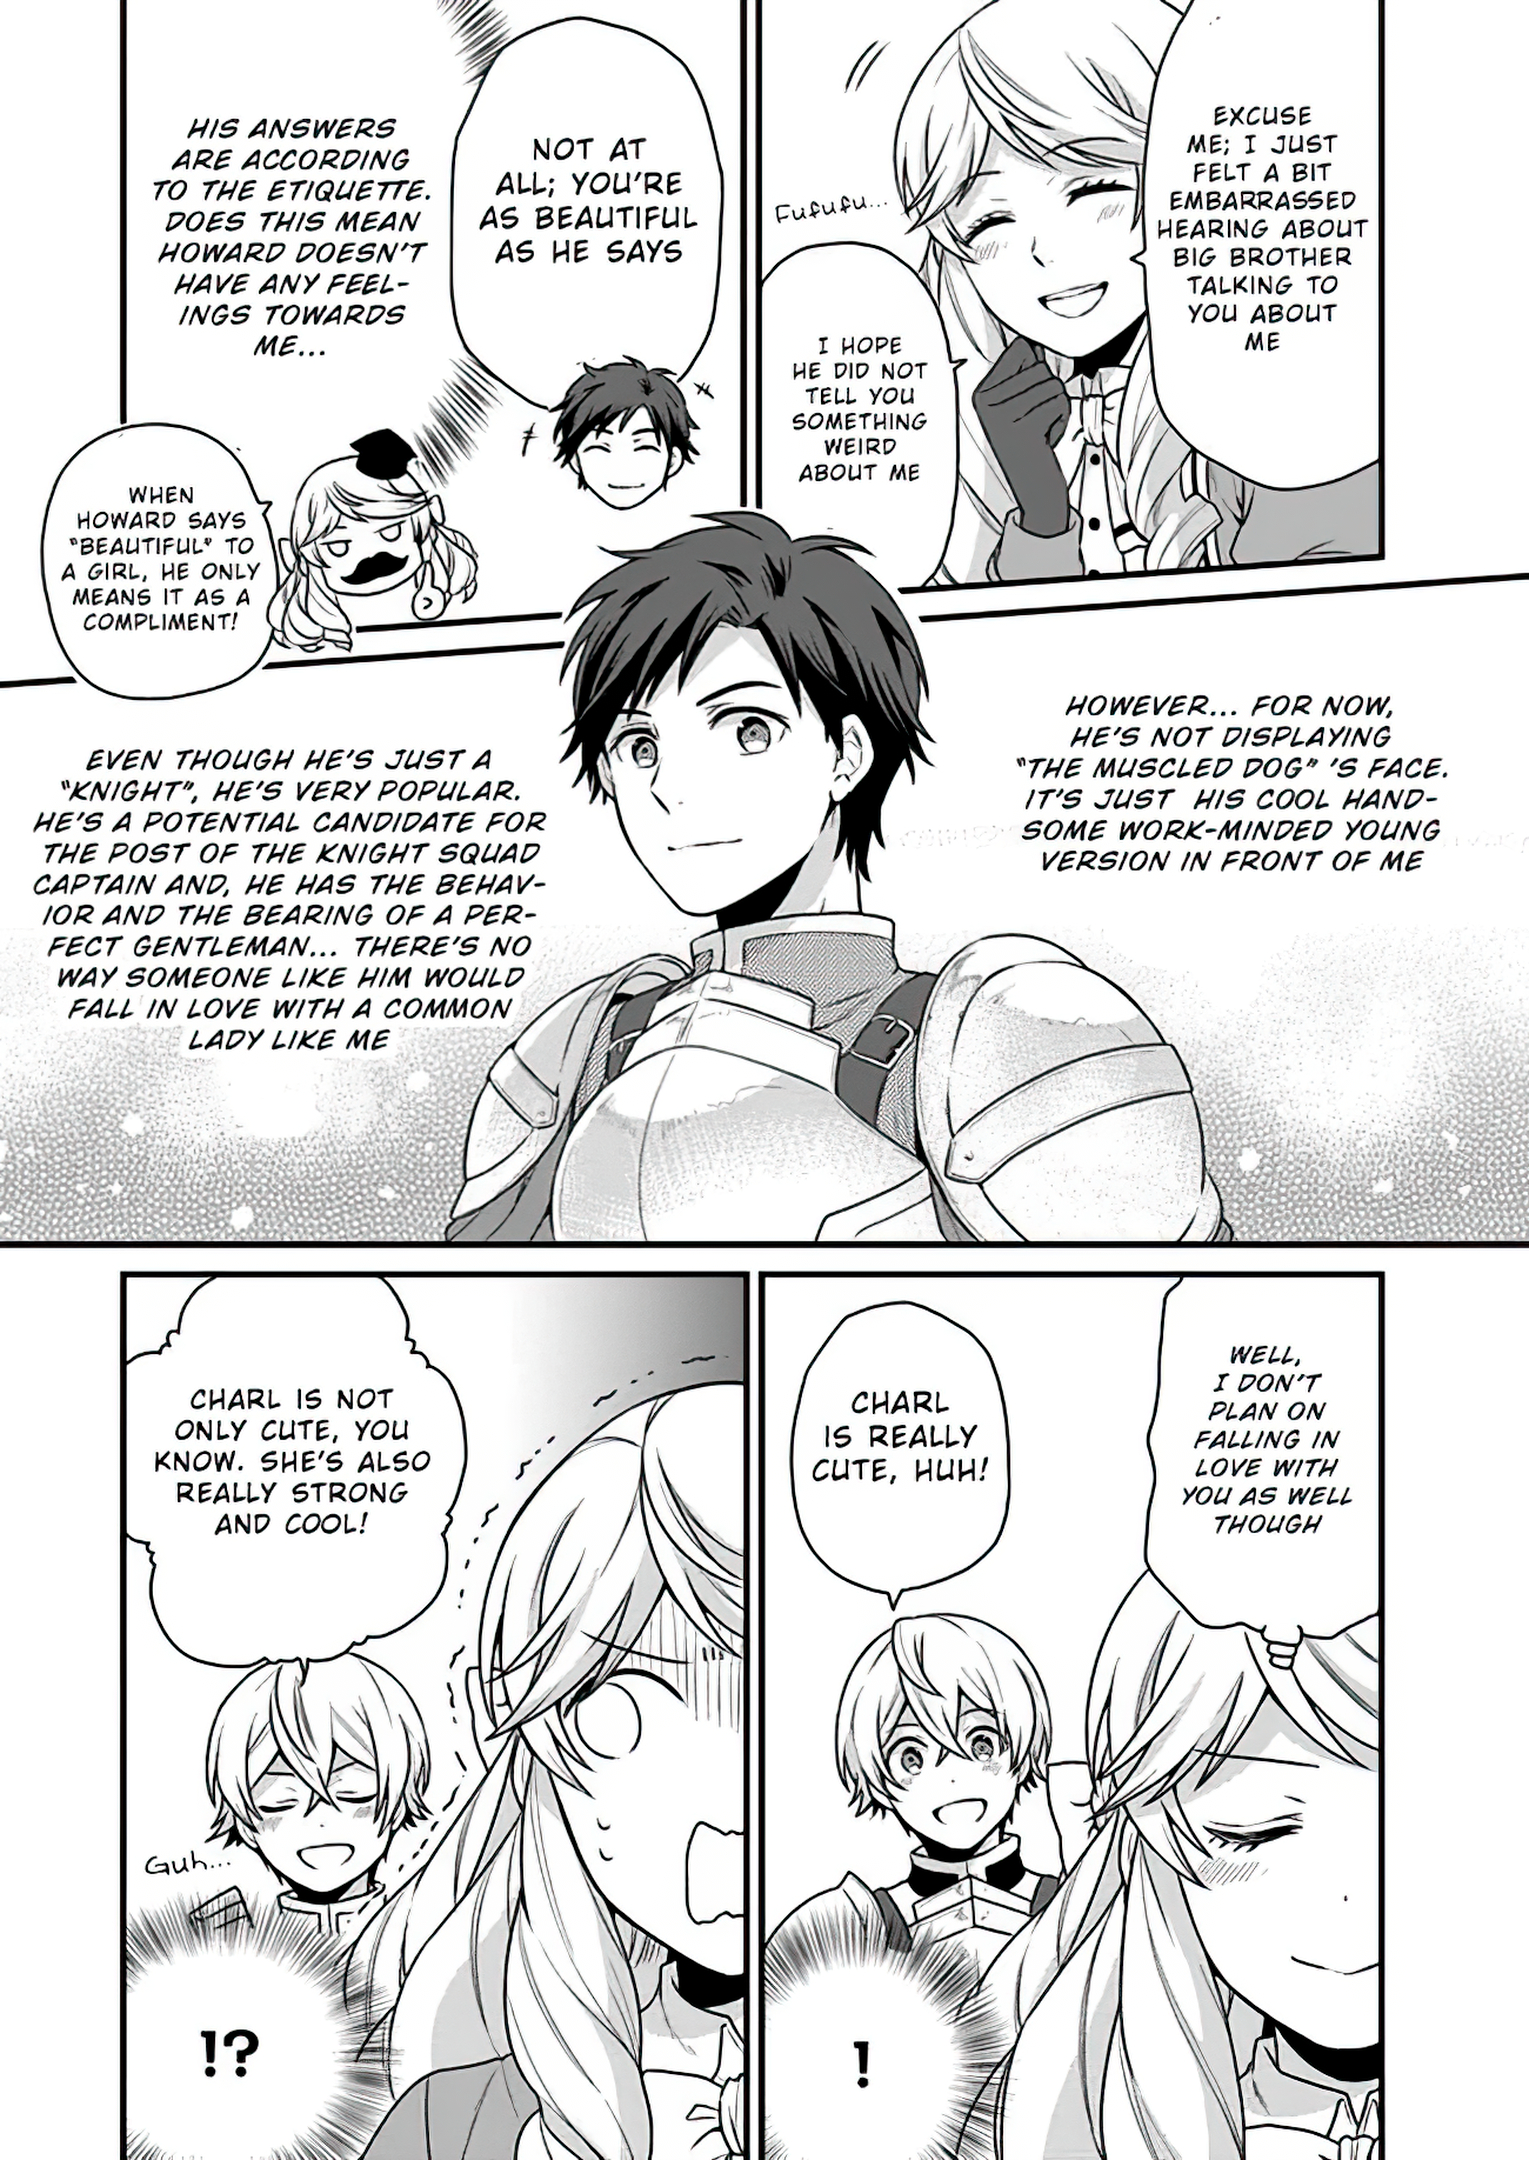 EXCUSE
ME; I JUST
FELT A BIT
EMBARRASSED
HEARING ABOUT
BIG BROTHER
TALKING TO
YOU ABOUT
ME
Fufufu...
I HOPE
HE DID NOT
TELL YOU
SOMETHING
WEIRD
ABOUT ME
NOT AT
ALL; YOU'RE
AS BEAUTIFUL
AS HE SAYS
HIS ANSWERS
ARE ACCORDING
TO THE ETIQUETTE.
DOES THIS MEAN
HOWARD DOESN'T
HAVE ANY FEEL-
INGS TOWARDS
ME...
WHEN
HOWARD SAYS
"BEAUTIFUL" TO
A GIRL, HE ONLY
MEANS IT AS A
COMPLIMENT!
HOWEVER... FOR NOW,
HE'S NOT DISPLAYING
"THE MUSCLED DOG" 'S FACE.
IT'S JUST HIS COOL HAND-
SOME WORK-MINDED YOUNG
VERSION IN FRONT OF ME
EVEN THOUGH HE'S JUST A
"KNIGHT", HE'S VERY POPULAR.
HE'S A POTENTIAL CANDIDATE FOR
THE POST OF THE KNIGHT SQUAD
CAPTAIN AND, HE HAS THE BEHAV-
IOR AND THE BEARING OF A PER-
FECT GENTLEMAN... THERE'S NO
WAY SOMEONE LIKE HIM WOULD
FALL IN LOVE WITH A COMMON
LADY LIKE ME
WELL,
I DON'T
PLAN ON
FALLING IN
LOVE WITH
YOU AS WELL
THOUGH
CHARL
IS REALLY
CUTE, HUH!
!
CHARL IS NOT
ONLY CUTE, YOU
KNOW. SHE'S ALSO
REALLY STRONG
AND COOL!
Guh...
!?